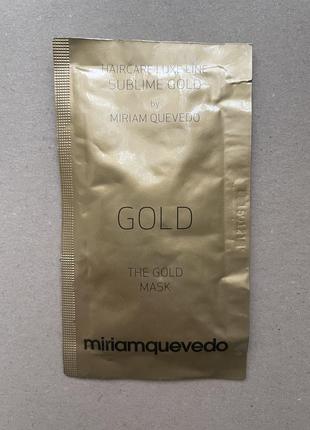 HAIRCARE LUXE LINE
SUBLIME GOLD
by
MIRIAM QUEVEDO
GOLD
THE GOLD
MASK
miriamquevedo